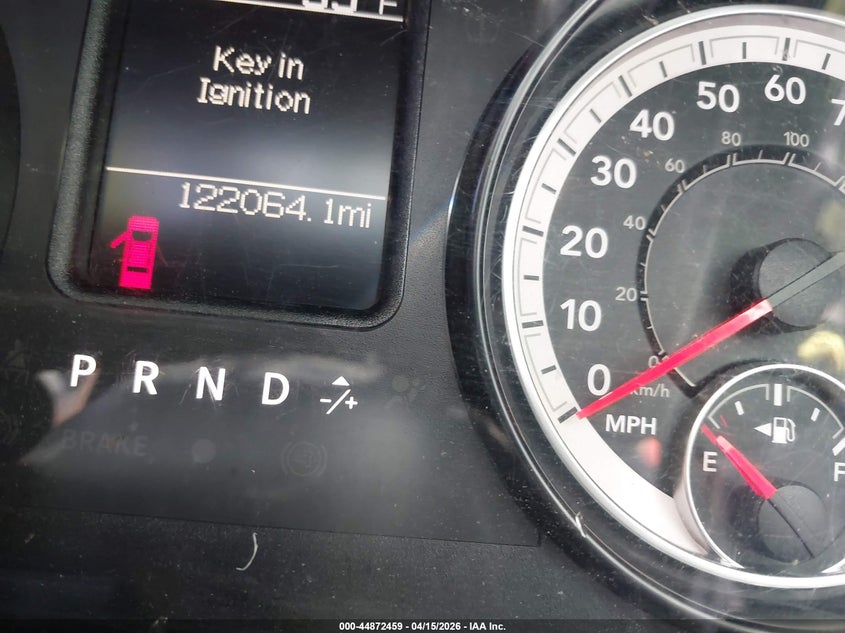 Key in
Ignition
122064.1mi
P R N D -/+
BRAKE
0 10 20 30 40 50 60
0 20 40 60 80 100
km/h
MPH
E F
000-44872459 - 04/15/2026 - IAA Inc.